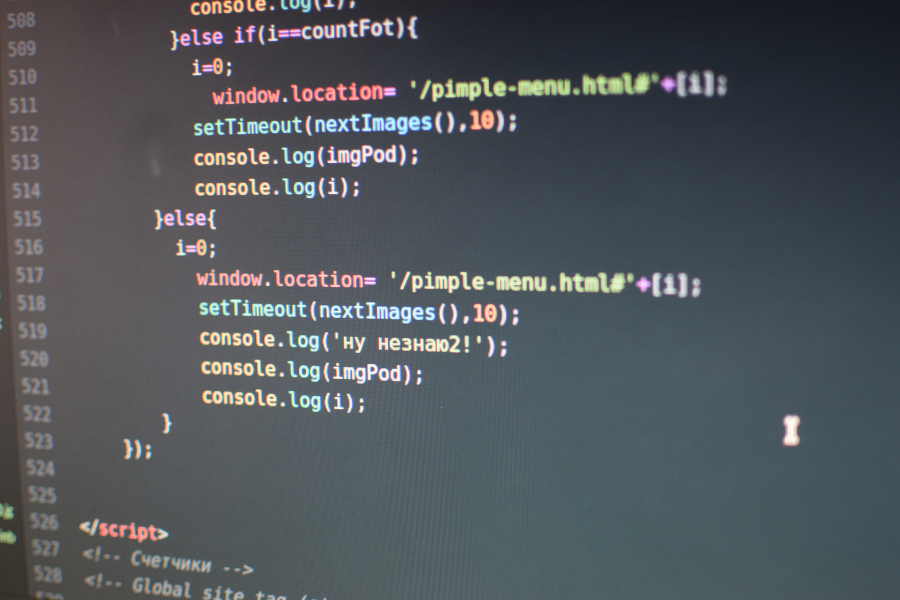 508 console.log(i);
509 }else if(i==countFot){
510 i=0;
511 window.location= '/pimple-menu.html#'+[i];
512 setTimeout(nextImages(),10);
513 console.log(imgPod);
514 console.log(i);
515 }else{
516 i=0;
517 window.location= '/pimple-menu.html#'+[i];
518 setTimeout(nextImages(),10);
519 console.log('ну незнаю2!');
520 console.log(imgPod);
521 console.log(i);
522 }
523 });
524
525
526 </script>
527 <!-- Счетчики -->
528 <!-- Global site tag